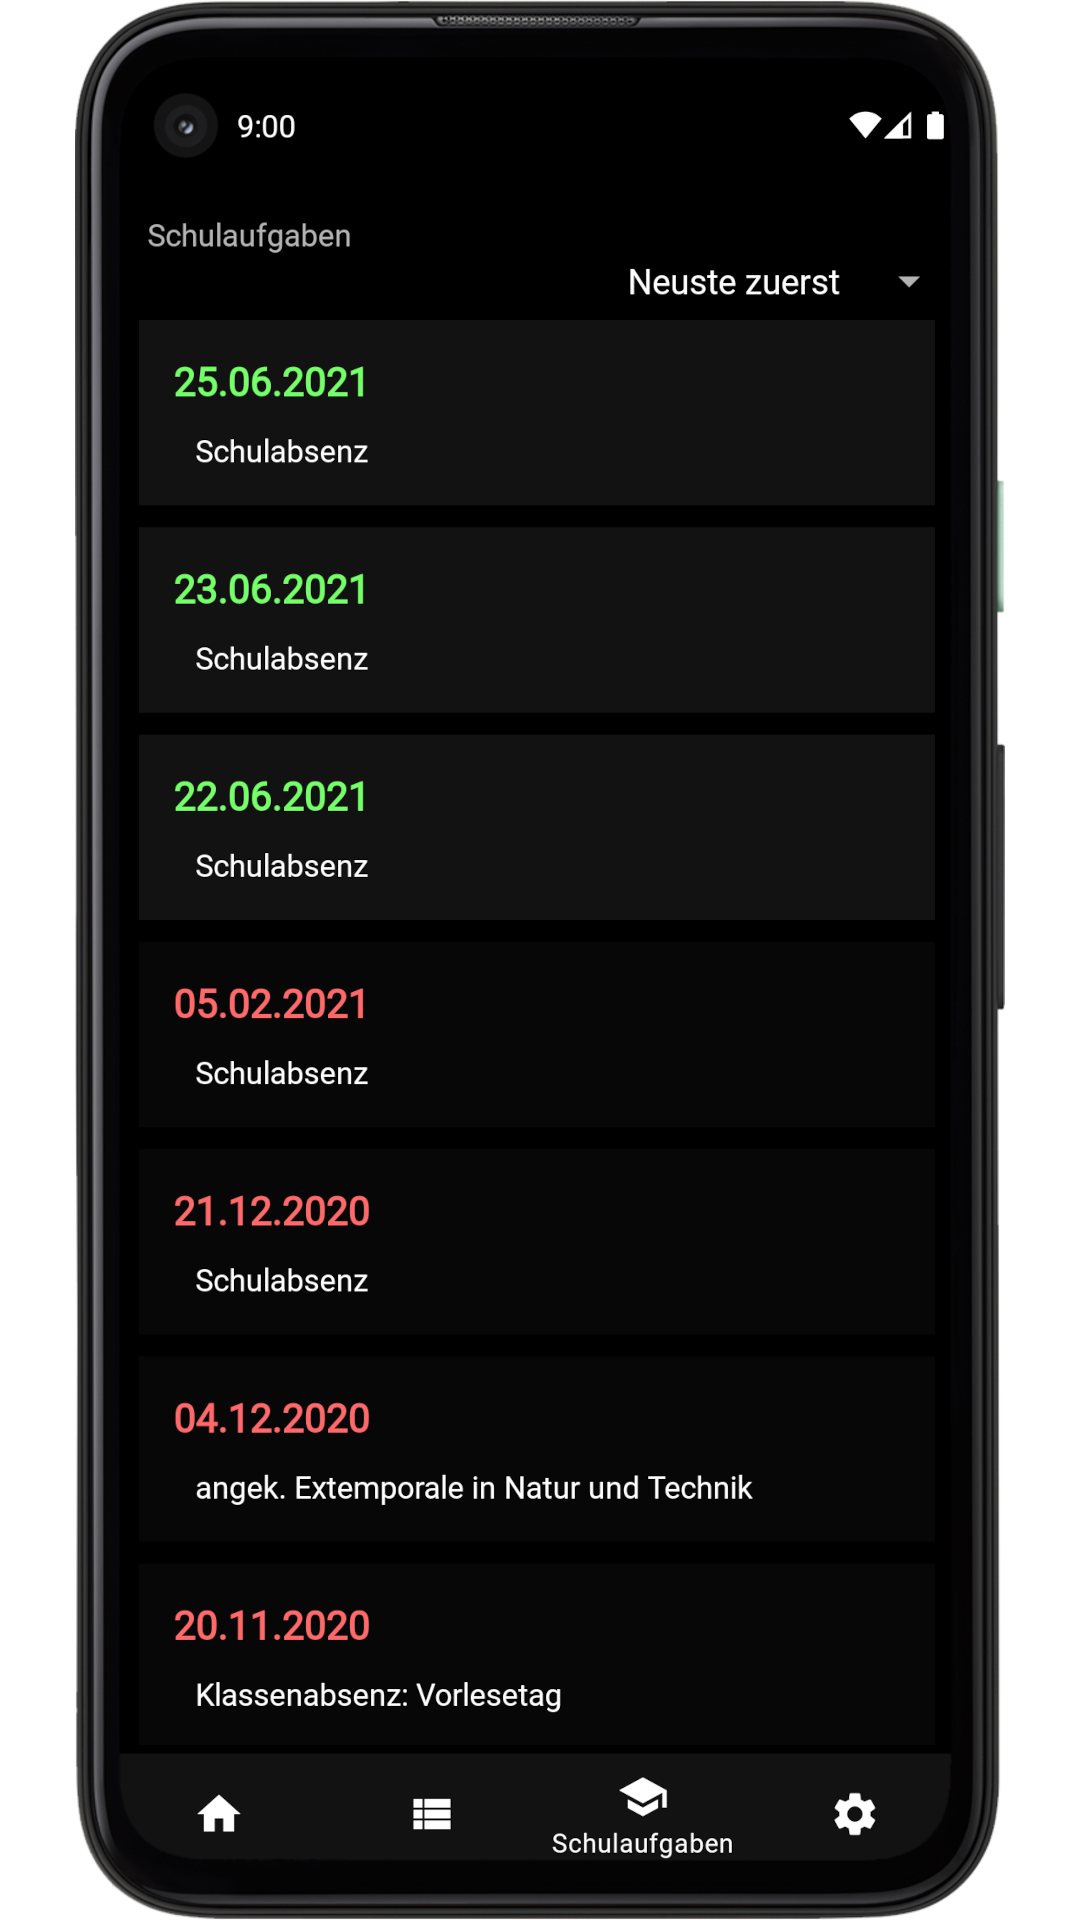 9:00
Schulaufgaben
Neuste zuerst
25.06.2021
Schulabsenz
23.06.2021
Schulabsenz
22.06.2021
Schulabsenz
05.02.2021
Schulabsenz
21.12.2020
Schulabsenz
04.12.2020
angek. Extemporale in Natur und Technik
20.11.2020
Klassenabsenz: Vorlesetag
Schulaufgaben